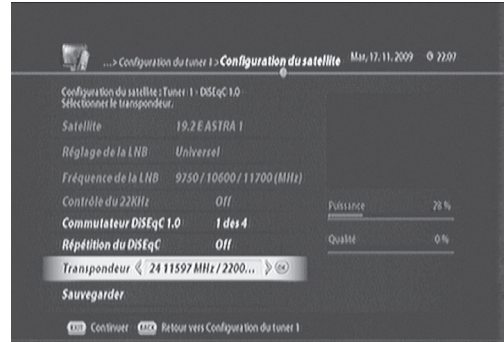 ...> Configuration du tuner 1 > Configuration du satellite Mar, 17. 11. 2009 22:07
Configuration du satellite : Tuner 1 - DiSEqC 1.0
Sélectionner le transpondeur.
Satellite 19.2 E ASTRA 1
Réglage de la LNB Universel
Fréquence de la LNB 9750 / 10600 / 11700 (MHz)
Contrôle du 22KHz Off
Commutateur DiSEqC 1.0 1 des 4
Répétition du DiSEqC Off
Transpondeur 24 11597 MHz / 2200... OK
Sauvegarder
Puissance 28 %
Qualité 0 %
EXIT Continuer BACK Retour vers Configuration du tuner 1